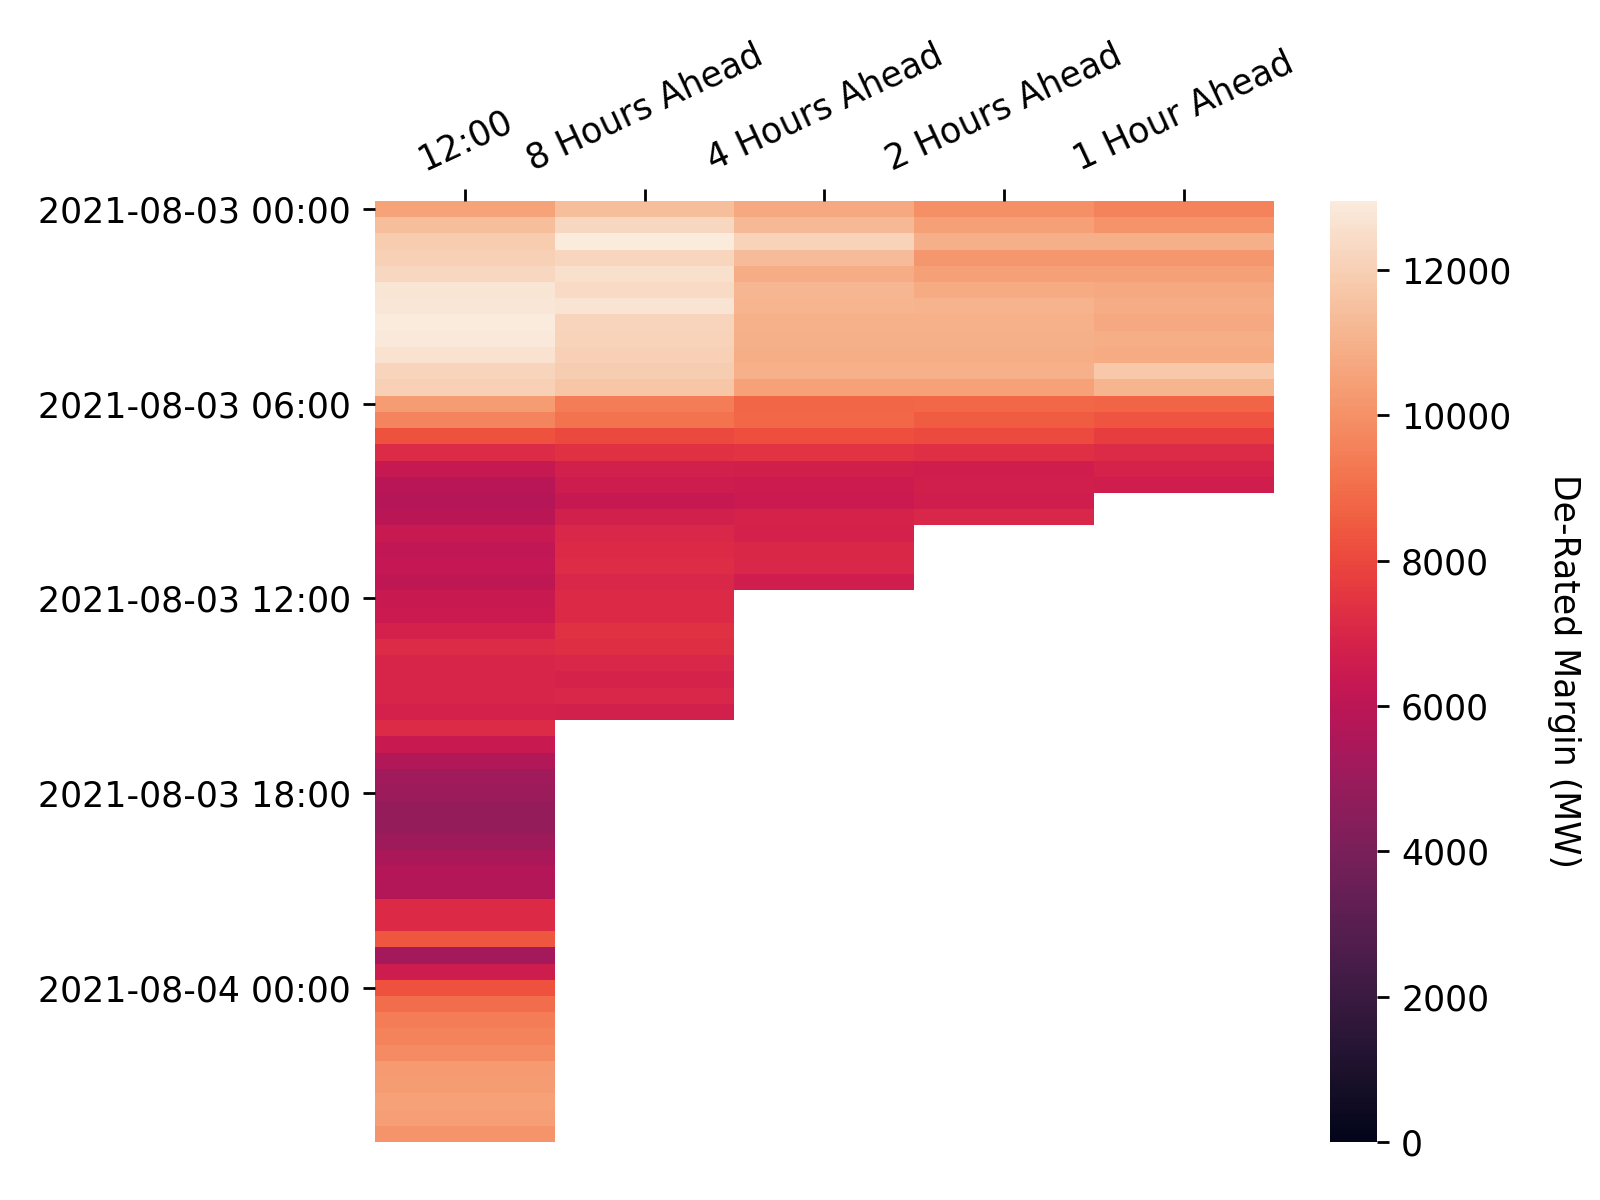 12:00
8 Hours Ahead
4 Hours Ahead
2 Hours Ahead
1 Hour Ahead
2021-08-03 00:00
2021-08-03 06:00
2021-08-03 12:00
2021-08-03 18:00
2021-08-04 00:00
12000
10000
8000
6000
4000
2000
0
De-Rated Margin (MW)